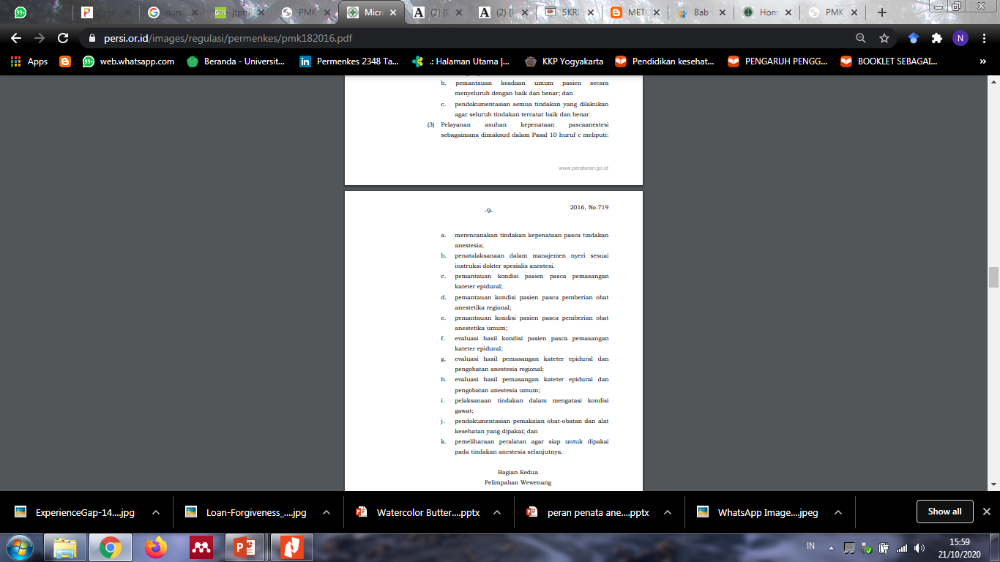 nurs
GDL jtptu
PMK
Micro
A (2) (I
A (2) (F
SKRI
MET
Bab
Hom
PMK
persi.or.id/images/regulasi/permenkes/pmk182016.pdf
N
Apps
99+ web.whatsapp.com
Beranda - Universit...
Permenkes 2348 Ta...
.: Halaman Utama |...
KKP Yogyakarta
Pendidikan kesehat...
PENGARUH PENGG...
BOOKLET SEBAGAI...
»
b. pemantauan keadaan umum pasien secara
menyeluruh dengan baik dan benar; dan
c. pendokumentasian semua tindakan yang dilakukan
agar seluruh tindakan tercatat baik dan benar.
(3) Pelayanan asuhan kepenataan pascaanestesi
sebagaimana dimaksud dalam Pasal 10 huruf c meliputi:
www.peraturan.go.id
2016, No.719
-9-
a. merencanakan tindakan kepenataan pasca tindakan
anestesia;
b. penatalaksanaan dalam manajemen nyeri sesuai
instruksi dokter spesialis anestesi.
c. pemantauan kondisi pasien pasca pemasangan
kateter epidural;
d. pemantauan kondisi pasien pasca pemberian obat
anestetika regional;
e. pemantauan kondisi pasien pasca pemberian obat
anestetika umum;
f. evaluasi hasil kondisi pasien pasca pemasangan
kateter epidural;
g. evaluasi hasil pemasangan kateter epidural dan
pengobatan anestesia regional;
h. evaluasi hasil pemasangan kateter epidural dan
pengobatan anestesia umum;
i. pelaksanaan tindakan dalam mengatasi kondisi
gawat;
j. pendokumentasian pemakaian obat-obatan dan alat
kesehatan yang dipakai; dan
k. pemeliharaan peralatan agar siap untuk dipakai
pada tindakan anestesia selanjutnya.
Bagian Kedua
Pelimpahan Wewenang
ExperienceGap-14....jpg
Loan-Forgiveness_....jpg
Watercolor Butter....pptx
peran penata ane....pptx
WhatsApp Image....jpeg
Show all
IN
15:59
21/10/2020